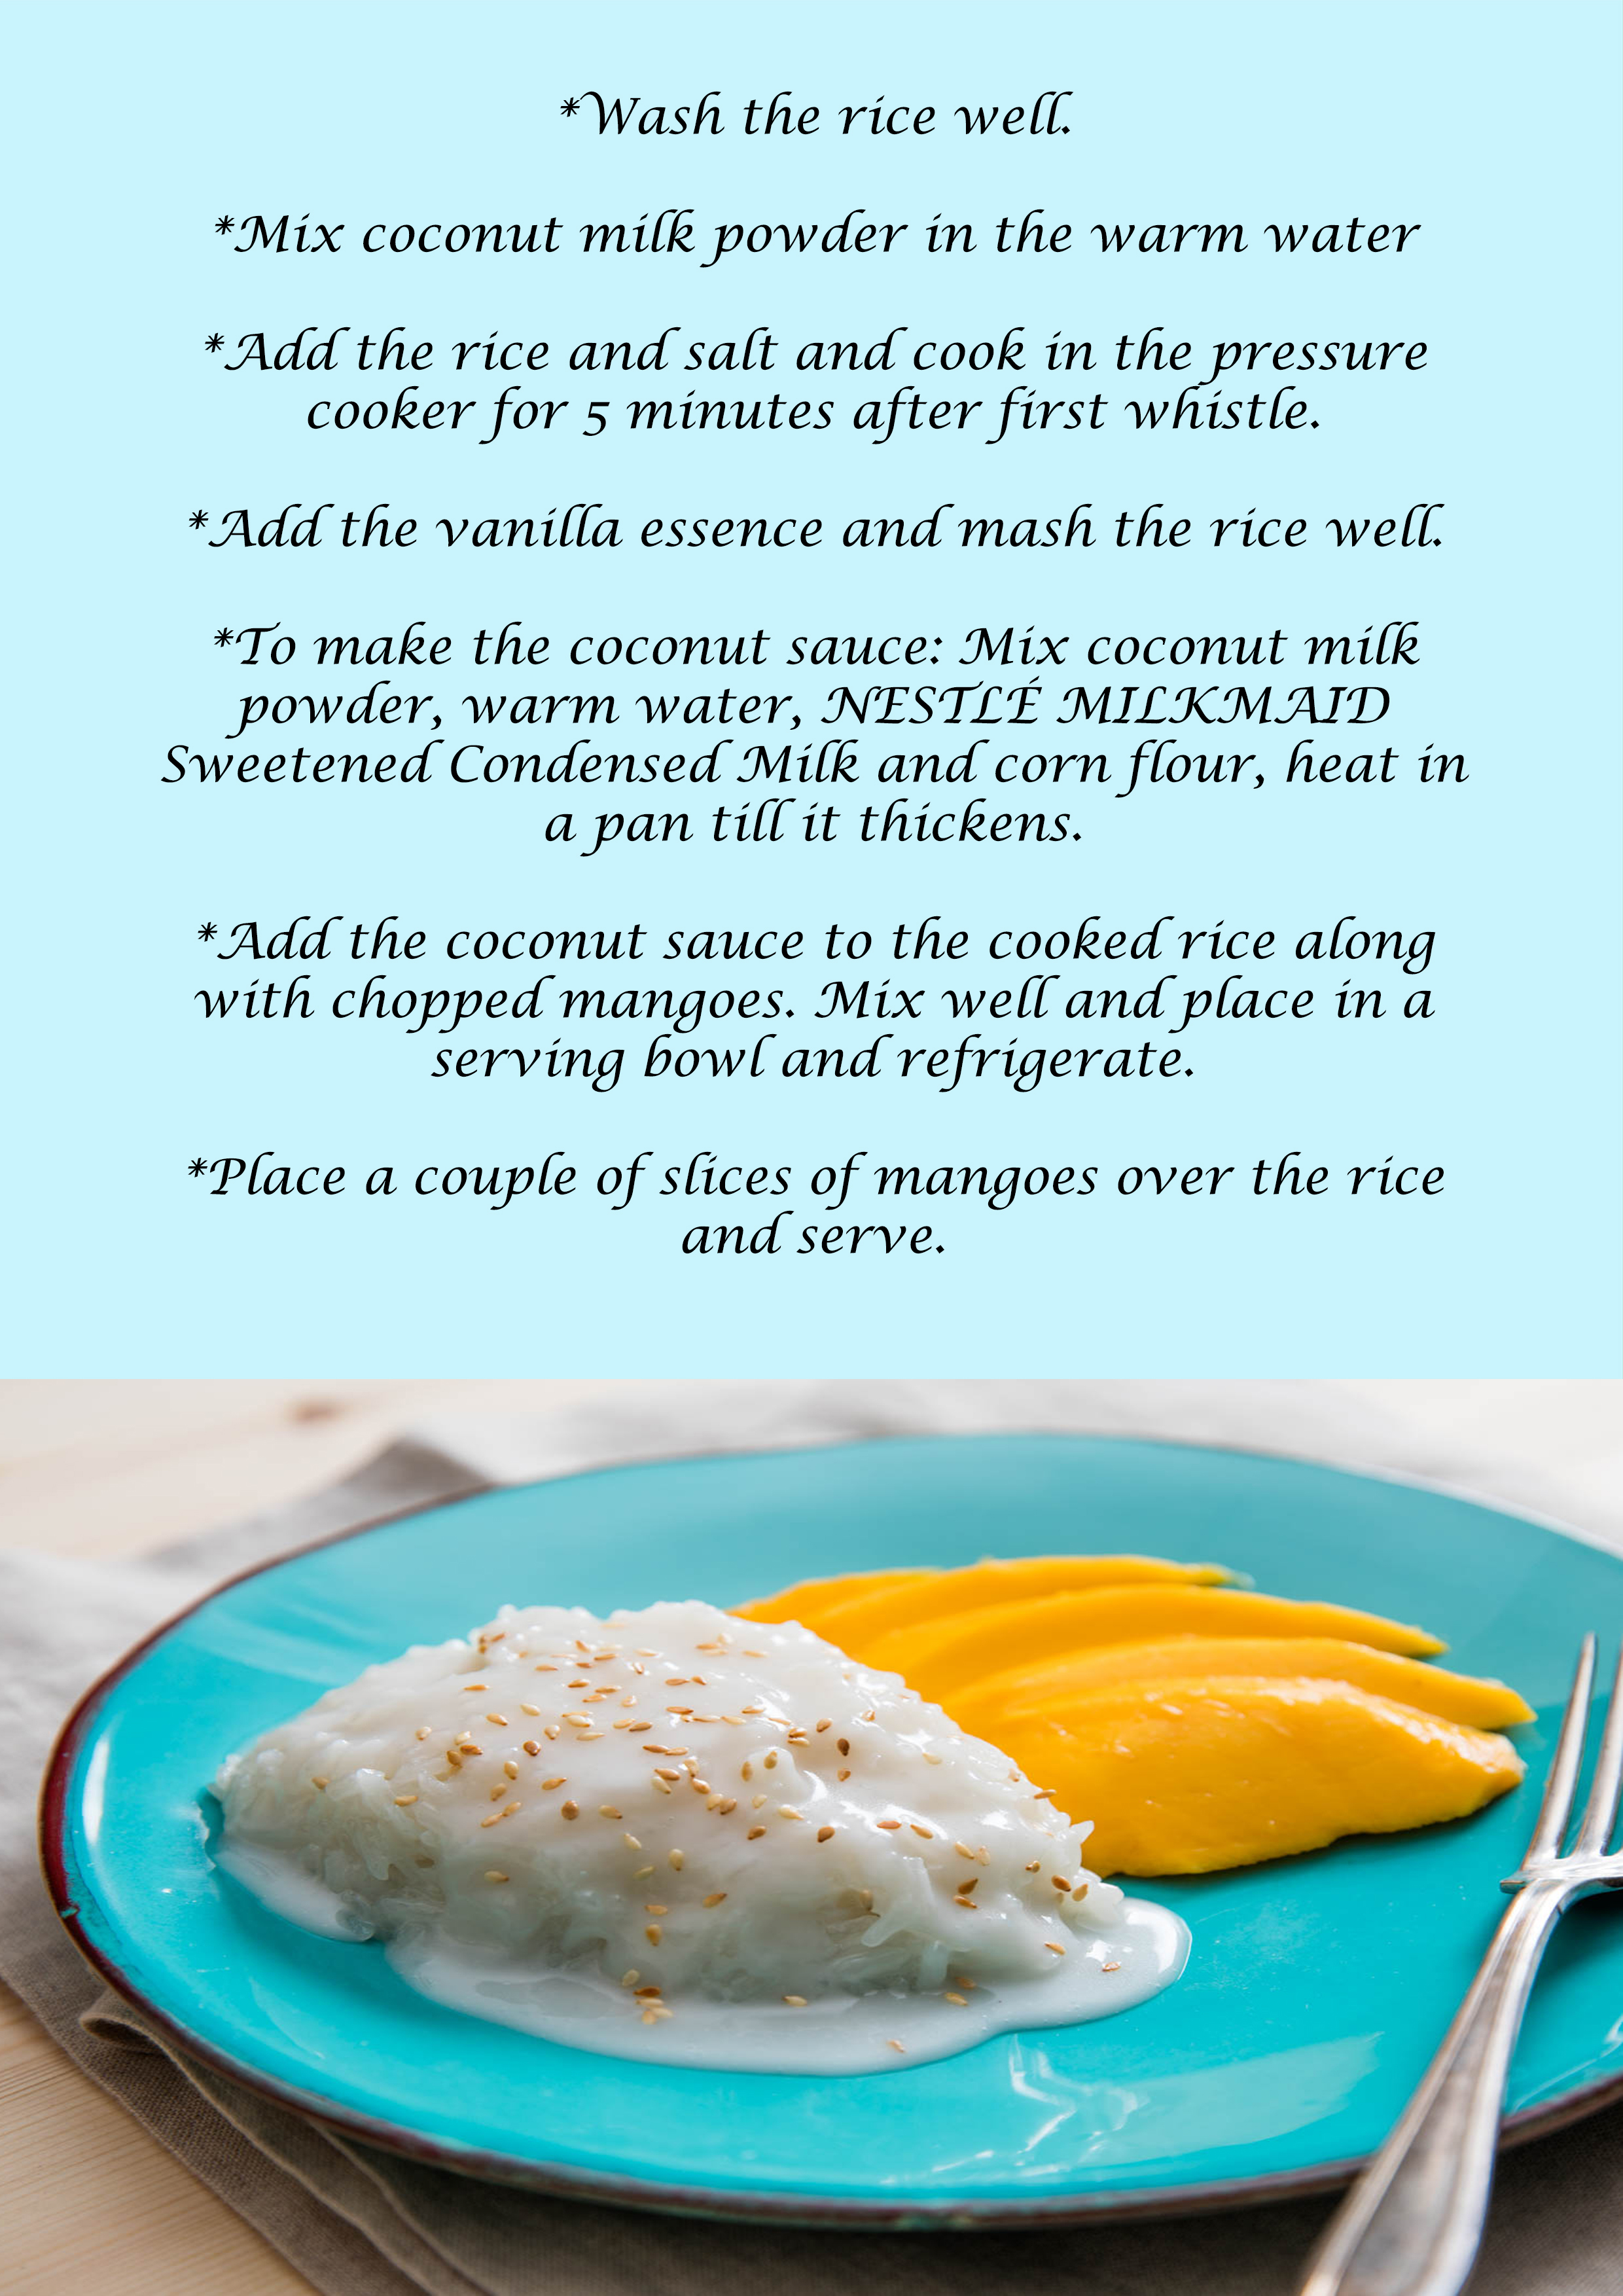 *Wash the rice well.
*Mix coconut milk powder in the warm water
*Add the rice and salt and cook in the pressure
cooker for 5 minutes after first whistle.
*Add the vanilla essence and mash the rice well.
*To make the coconut sauce: Mix coconut milk
powder, warm water, NESTLÉ MILKMAID
Sweetened Condensed Milk and corn flour, heat in
a pan till it thickens.
*Add the coconut sauce to the cooked rice along
with chopped mangoes. Mix well and place in a
serving bowl and refrigerate.
*Place a couple of slices of mangoes over the rice
and serve.